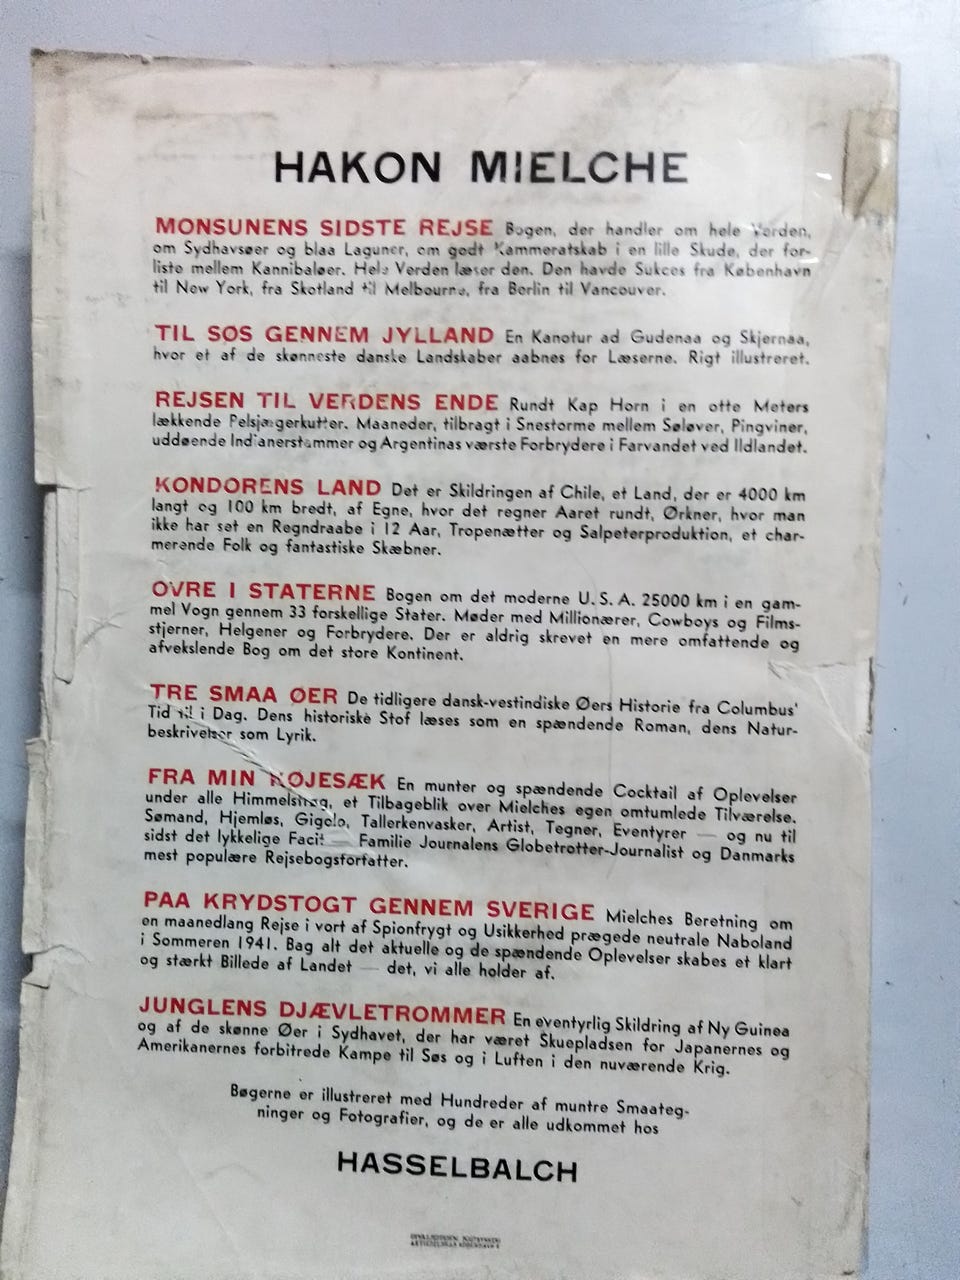 HAKON MIELCHE
MONSUNENS SIDSTE REJSE Bogen, der handler om hele Verden,
om Sydhavsøer og blaa Laguner, om godt Kammeratskab i en lille Skude, der for-
liste mellem Kannibaløer. Hele Verden læser den. Den havde Sukces fra København
til New York, fra Skotland til Melbourne, fra Berlin til Vancouver.
TIL SØS GENNEM JYLLAND En Kanotur ad Gudenaa og Skjernaa,
hvor et af de skønneste danske Landskaber aabnes for Læserne. Rigt illustreret.
REJSEN TIL VERDENS ENDE Rundt Kap Horn i en otte Meters
lækkende Pelsjægerkutter. Maaneder, tilbragt i Snestorme mellem Søløver, Pingviner,
uddøende Indianerstammer og Argentinas værste Forbrydere i Farvandet ved Ildlandet.
KONDORENS LAND Det er Skildringen af Chile, et Land, der er 4000 km
langt og 100 km bredt, af Egne, hvor det regner Aaret rundt, Ørkner, hvor man
ikke har set en Regndraabe i 12 Aar, Tropenætter og Salpeterproduktion, et char-
merende Folk og fantastiske Skæbner.
OVRE I STATERNE Bogen om det moderne U. S. A. 25000 km i en gam-
mel Vogn gennem 33 forskellige Stater. Møder med Millionærer, Cowboys og Films-
stjerner, Helgener og Forbrydere. Der er aldrig skrevet en mere omfattende og
afvekslende Bog om det store Kontinent.
TRE SMAA ØER De tidligere dansk-vestindiske Øers Historie fra Columbus'
Tid til i Dag. Dens historiske Stof læses som en spændende Roman, dens Natur-
beskrivelser som Lyrik.
FRA MIN KØJESÆK En munter og spændende Cocktail af Oplevelser
under alle Himmelstrøg, et Tilbageblik over Mielches egen omtumlede Tilværelse.
Sømand, Hjemløs, Gigolo, Tallerkenvasker, Artist, Tegner, Eventyrer — og nu til
sidst det lykkelige Facit — Familie Journalens Globetrotter-Journalist og Danmarks
mest populære Rejsebogsforfatter.
PAA KRYDSTOGT GENNEM SVERIGE Mielches Beretning om
en maanedlang Rejse i vort af Spionfrygt og Usikkerhed prægede neutrale Naboland
i Sommeren 1941. Bag alt det aktuelle og de spændende Oplevelser skabes et klart
og stærkt Billede af Landet — det, vi alle holder af.
JUNGLENS DJÆVLETROMMER En eventyrlig Skildring af Ny Guinea
og af de skønne Øer i Sydhavet, der har været Skuepladsen for Japanernes og
Amerikanernes forbitrede Kampe til Søs og i Luften i den nuværende Krig.
Bøgerne er illustreret med Hundreder af muntre Smaateg-
ninger og Fotografier, og de er alle udkommet hos
HASSELBALCH